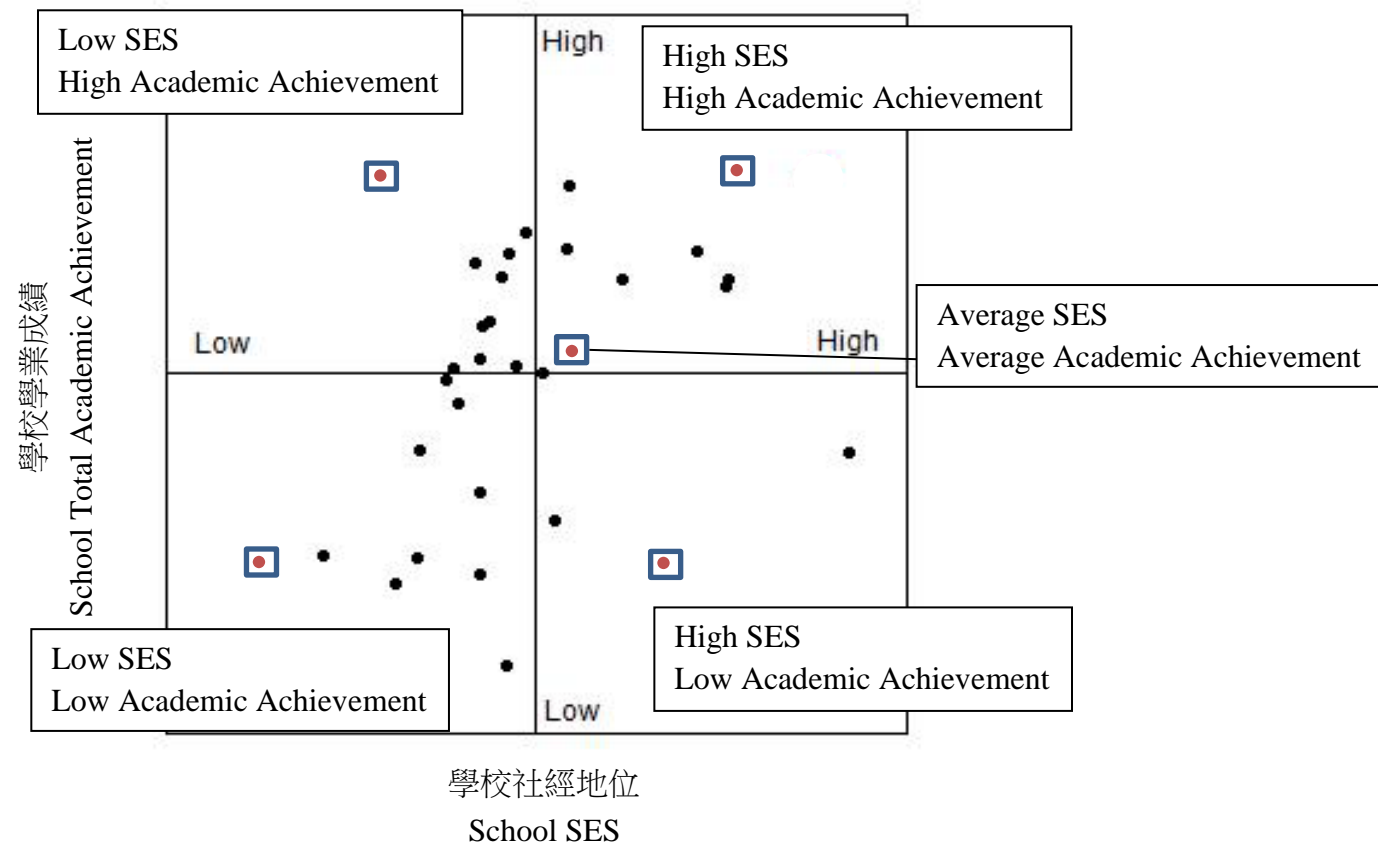 Low SES
High Academic Achievement
High
High SES
High Academic Achievement
學校學業成績
School Total Academic Achievement
Low
High
Average SES
Average Academic Achievement
Low SES
Low Academic Achievement
High SES
Low Academic Achievement
Low
學校社經地位
School SES